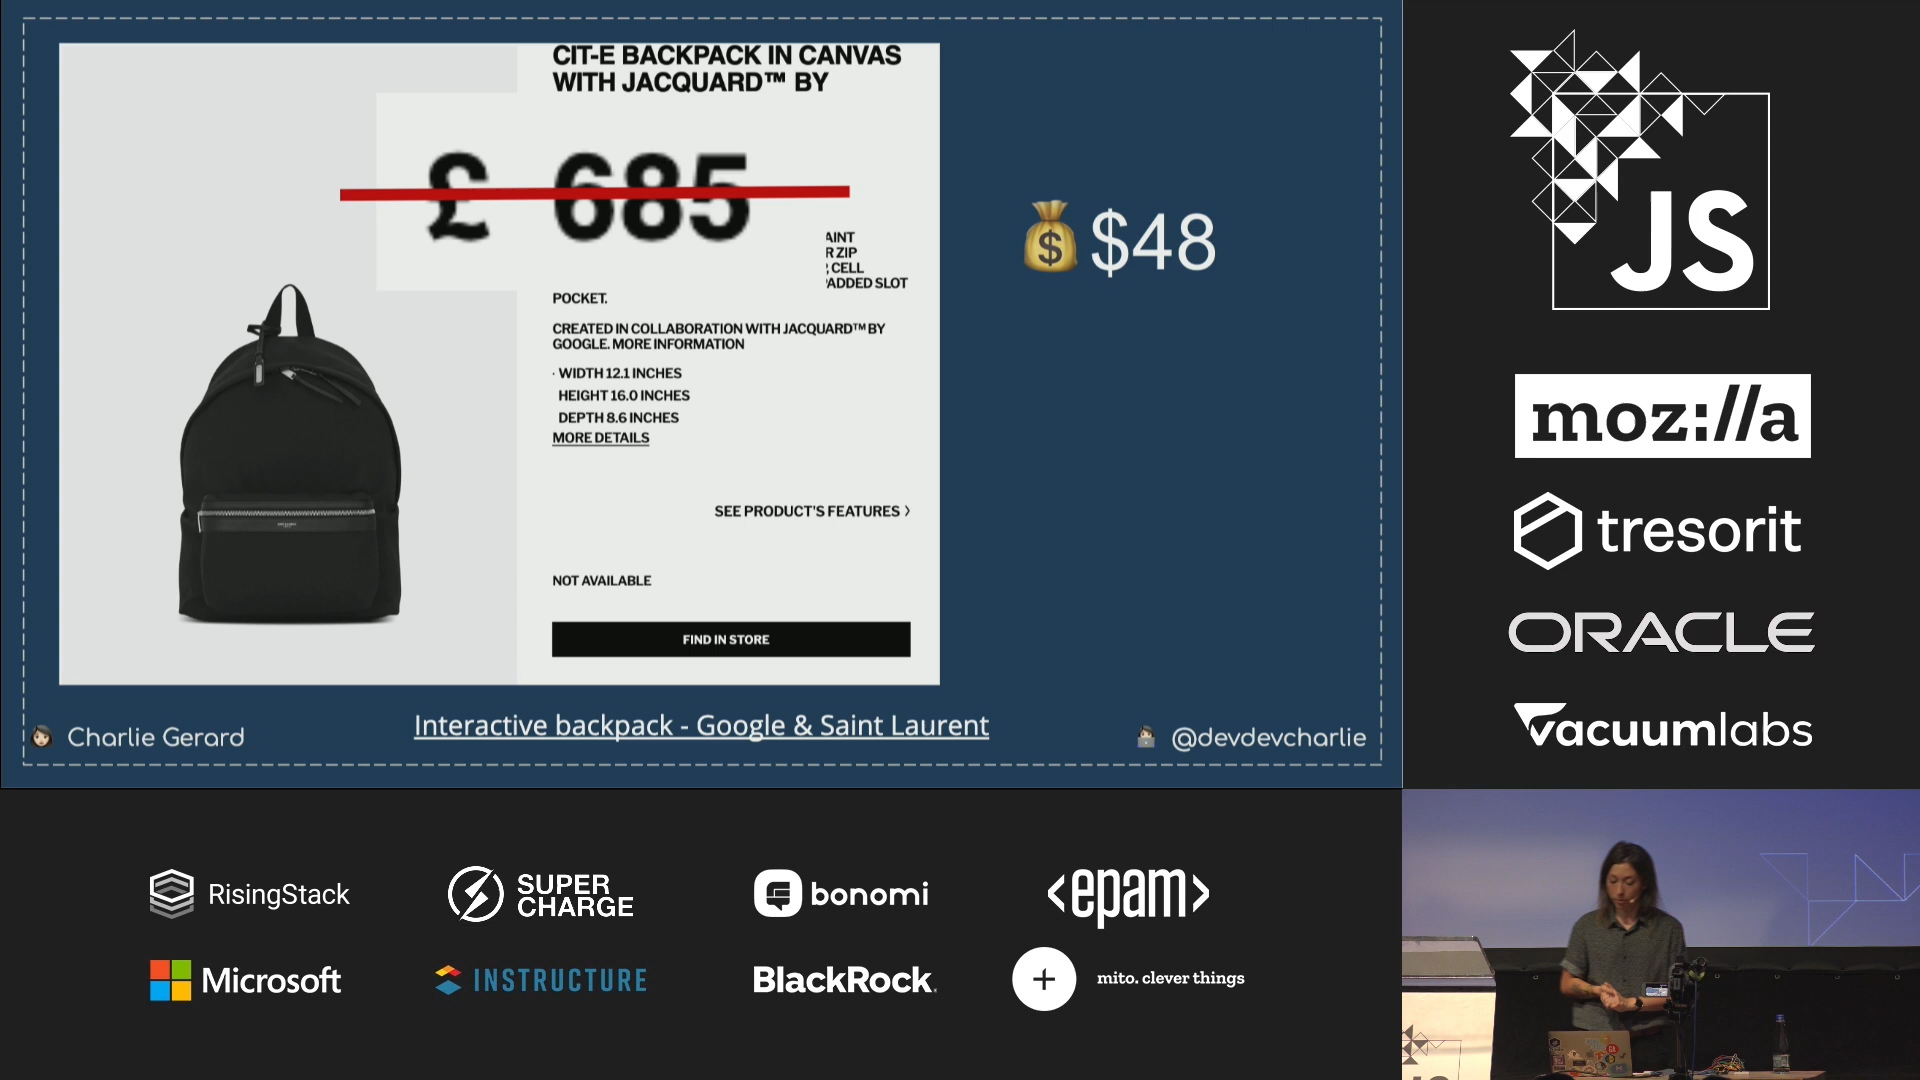 CIT-E BACKPACK IN CANVAS
WITH JACQUARD™ BY
£ 685
AINT
R ZIP
, CELL
ADDED SLOT
POCKET.
CREATED IN COLLABORATION WITH JACQUARD™ BY
GOOGLE. MORE INFORMATION
· WIDTH 12.1 INCHES
HEIGHT 16.0 INCHES
DEPTH 8.6 INCHES
MORE DETAILS
SEE PRODUCT'S FEATURES
NOT AVAILABLE
FIND IN STORE
$
$48
Charlie Gerard
Interactive backpack - Google & Saint Laurent
@devdevcharlie
JS
moz://a
tresorit
ORACLE
vacuumlabs
RisingStack
SUPER
CHARGE
bonomi
<epam>
Microsoft
INSTRUCTURE
BlackRock.
+
mito. clever things